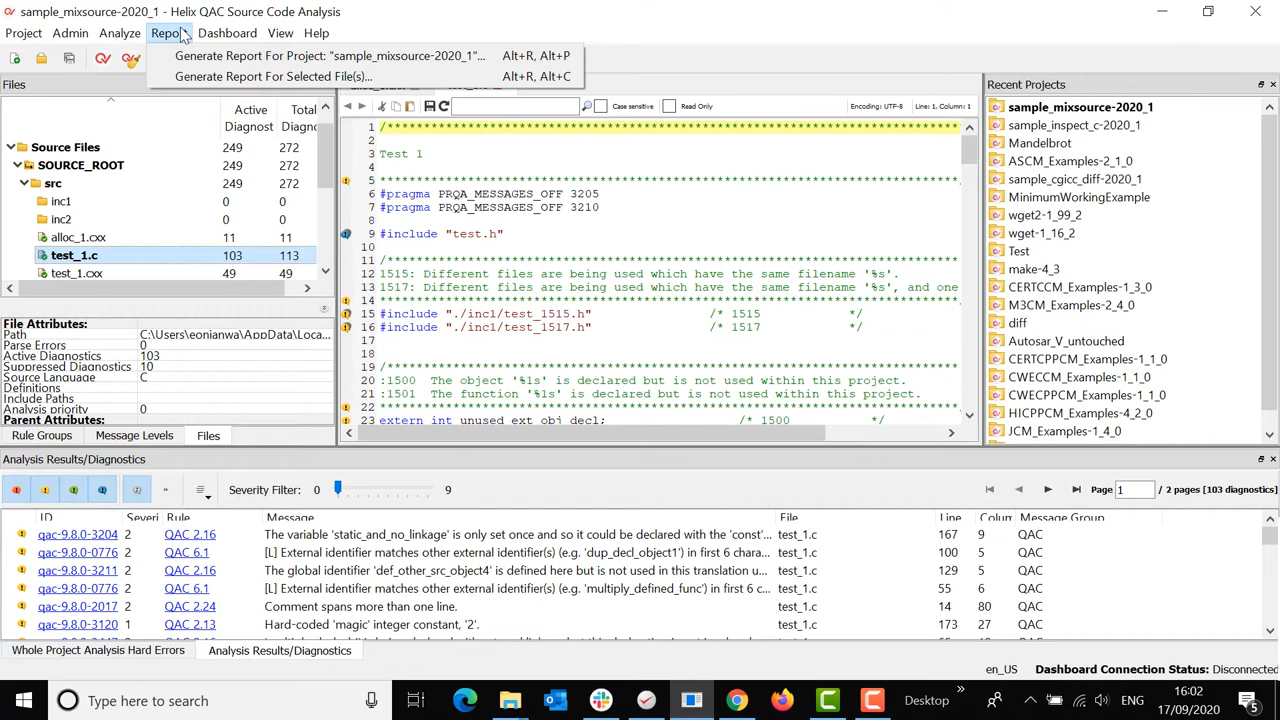 sample_mixsource-2020_1 - Helix QAC Source Code Analysis
Project Admin Analyze Report Dashboard View Help
Generate Report For Project: "sample_mixsource-2020_1"... Alt+R, Alt+P
Generate Report For Selected File(s)... Alt+R, Alt+C
Files
Active Diagnost Total Diagnc
Source Files 249 272
SOURCE_ROOT 249 272
src 249 272
inc1 0 0
inc2 0 0
alloc_1.cxx 11 11
test_1.c 103 113
test_1.cxx 49 49
File Attributes:
Path C:\Users\eonianwa\AppData\Loca...
Parse Errors 0
Active Diagnostics 103
Suppressed Diagnostics 10
Source Language C
Definitions
Include Paths
Analysis priority 0
Parent Attributes:
Rule Groups Message Levels Files
Case sensitive Read Only Encoding: UTF-8 Line: 1, Column: 1
1 /******************************************************************************
2
3 Test 1
4
5 *******************************************************************************
6 #pragma PRQA_MESSAGES_OFF 3205
7 #pragma PRQA_MESSAGES_OFF 3210
8
9 #include "test.h"
10
11 /******************************************************************************
12 1515: Different files are being used which have the same filename '%s'.
13 1517: Different files are being used which have the same filename '%s', and one
14 *******************************************************************************
15 #include "./inc1/test_1515.h" /* 1515 */
16 #include "./inc1/test_1517.h" /* 1517 */
17
18
19 /******************************************************************************
20 :1500 The object '%1s' is declared but is not used within this project.
21 :1501 The function '%1s' is declared but is not used within this project.
22 *******************************************************************************
23 extern int unused_ext_obj_decl; /* 1500 */
Recent Projects
sample_mixsource-2020_1
sample_inspect_c-2020_1
Mandelbrot
ASCM_Examples-2_1_0
sample_cgicc_diff-2020_1
MinimumWorkingExample
wget2-1_99_2
wget-1_16_2
Test
make-4_3
CERTCCM_Examples-1_3_0
M3CM_Examples-2_4_0
diff
Autosar_V_untouched
CERTCPPCM_Examples-1_1_0
CWECCM_Examples-1_3_0
CWECPPCM_Examples-1_1_0
HICPPCM_Examples-4_2_0
JCM_Examples-1_4_0
Analysis Results/Diagnostics
Severity Filter: 0 9 Page 1 / 2 pages [103 diagnostics]
ID Severi Rule Message File Line Colum Message Group
qac-9.8.0-3204 2 QAC 2.16 The variable 'static_and_no_linkage' is only set once and so it could be declared with the 'const'... test_1.c 167 9 QAC
qac-9.8.0-0776 2 QAC 6.1 [L] External identifier matches other external identifier(s) (e.g. 'dup_decl_object1') in first 6 chara... test_1.c 100 5 QAC
qac-9.8.0-3211 2 QAC 2.16 The global identifier 'def_other_src_object4' is defined here but is not used in this translation u... test_1.c 129 5 QAC
qac-9.8.0-0776 2 QAC 6.1 [L] External identifier matches other external identifier(s) (e.g. 'multiply_defined_func') in first 6 c... test_1.c 55 6 QAC
qac-9.8.0-2017 2 QAC 2.24 Comment spans more than one line. test_1.c 14 80 QAC
qac-9.8.0-3120 1 QAC 2.13 Hard-coded 'magic' integer constant, '2'. test_1.c 173 27 QAC
Whole Project Analysis Hard Errors Analysis Results/Diagnostics
en_US Dashboard Connection Status: Disconnected
Type here to search Desktop ENG 16:02 17/09/2020 5